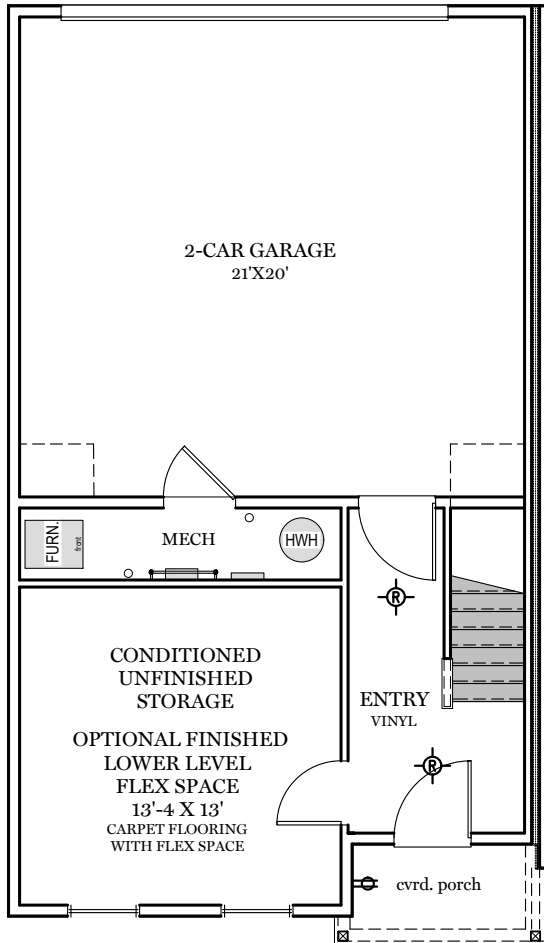 2-CAR GARAGE
21'X20'
FURN.
front
MECH
HWH
R
CONDITIONED
UNFINISHED
STORAGE
OPTIONAL FINISHED
LOWER LEVEL
FLEX SPACE
13'-4 X 13'
CARPET FLOORING
WITH FLEX SPACE
ENTRY
VINYL
R
cvrd. porch